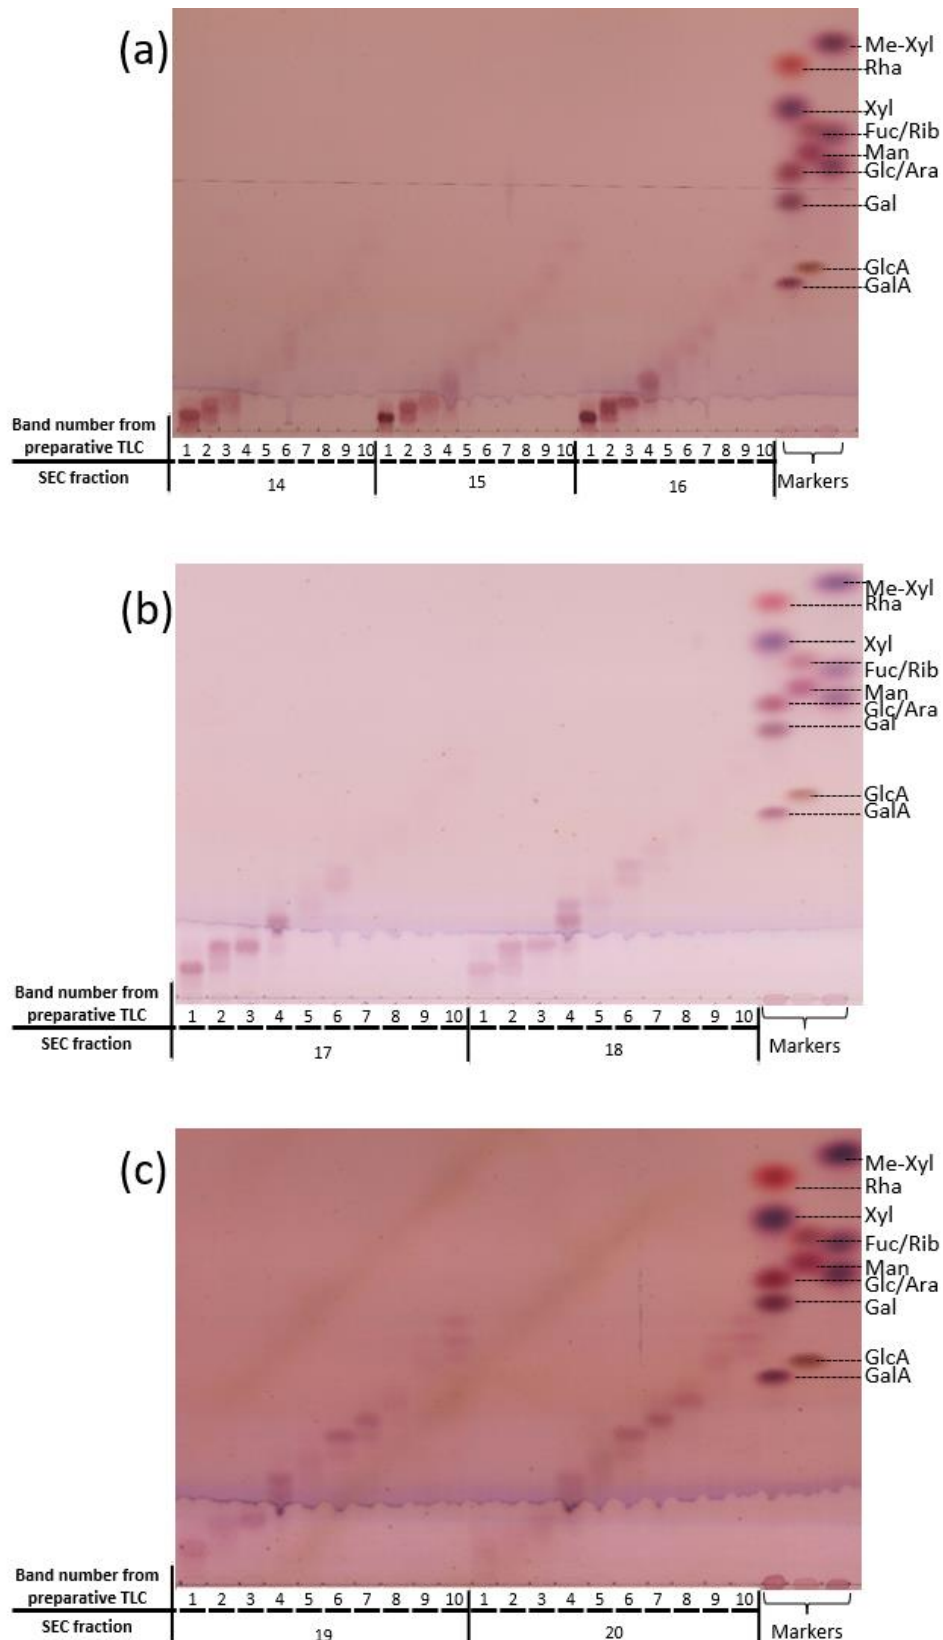 (a)
Me-Xyl
Rha
Xyl
Fuc/Rib
Man
Glc/Ara
Gal
GlcA
GalA
Band number from
preparative TLC
1 2 3 4 5 6 7 8 9 10 1 2 3 4 5 6 7 8 9 10 1 2 3 4 5 6 7 8 9 10
SEC fraction
14 15 16
Markers
(b)
Me-Xyl
Rha
Xyl
Fuc/Rib
Man
Glc/Ara
Gal
GlcA
GalA
Band number from
preparative TLC
1 2 3 4 5 6 7 8 9 10 1 2 3 4 5 6 7 8 9 10
SEC fraction
17 18
Markers
(c)
Me-Xyl
Rha
Xyl
Fuc/Rib
Man
Glc/Ara
Gal
GlcA
GalA
Band number from
preparative TLC
1 2 3 4 5 6 7 8 9 10 1 2 3 4 5 6 7 8 9 10
SEC fraction
19 20
Markers